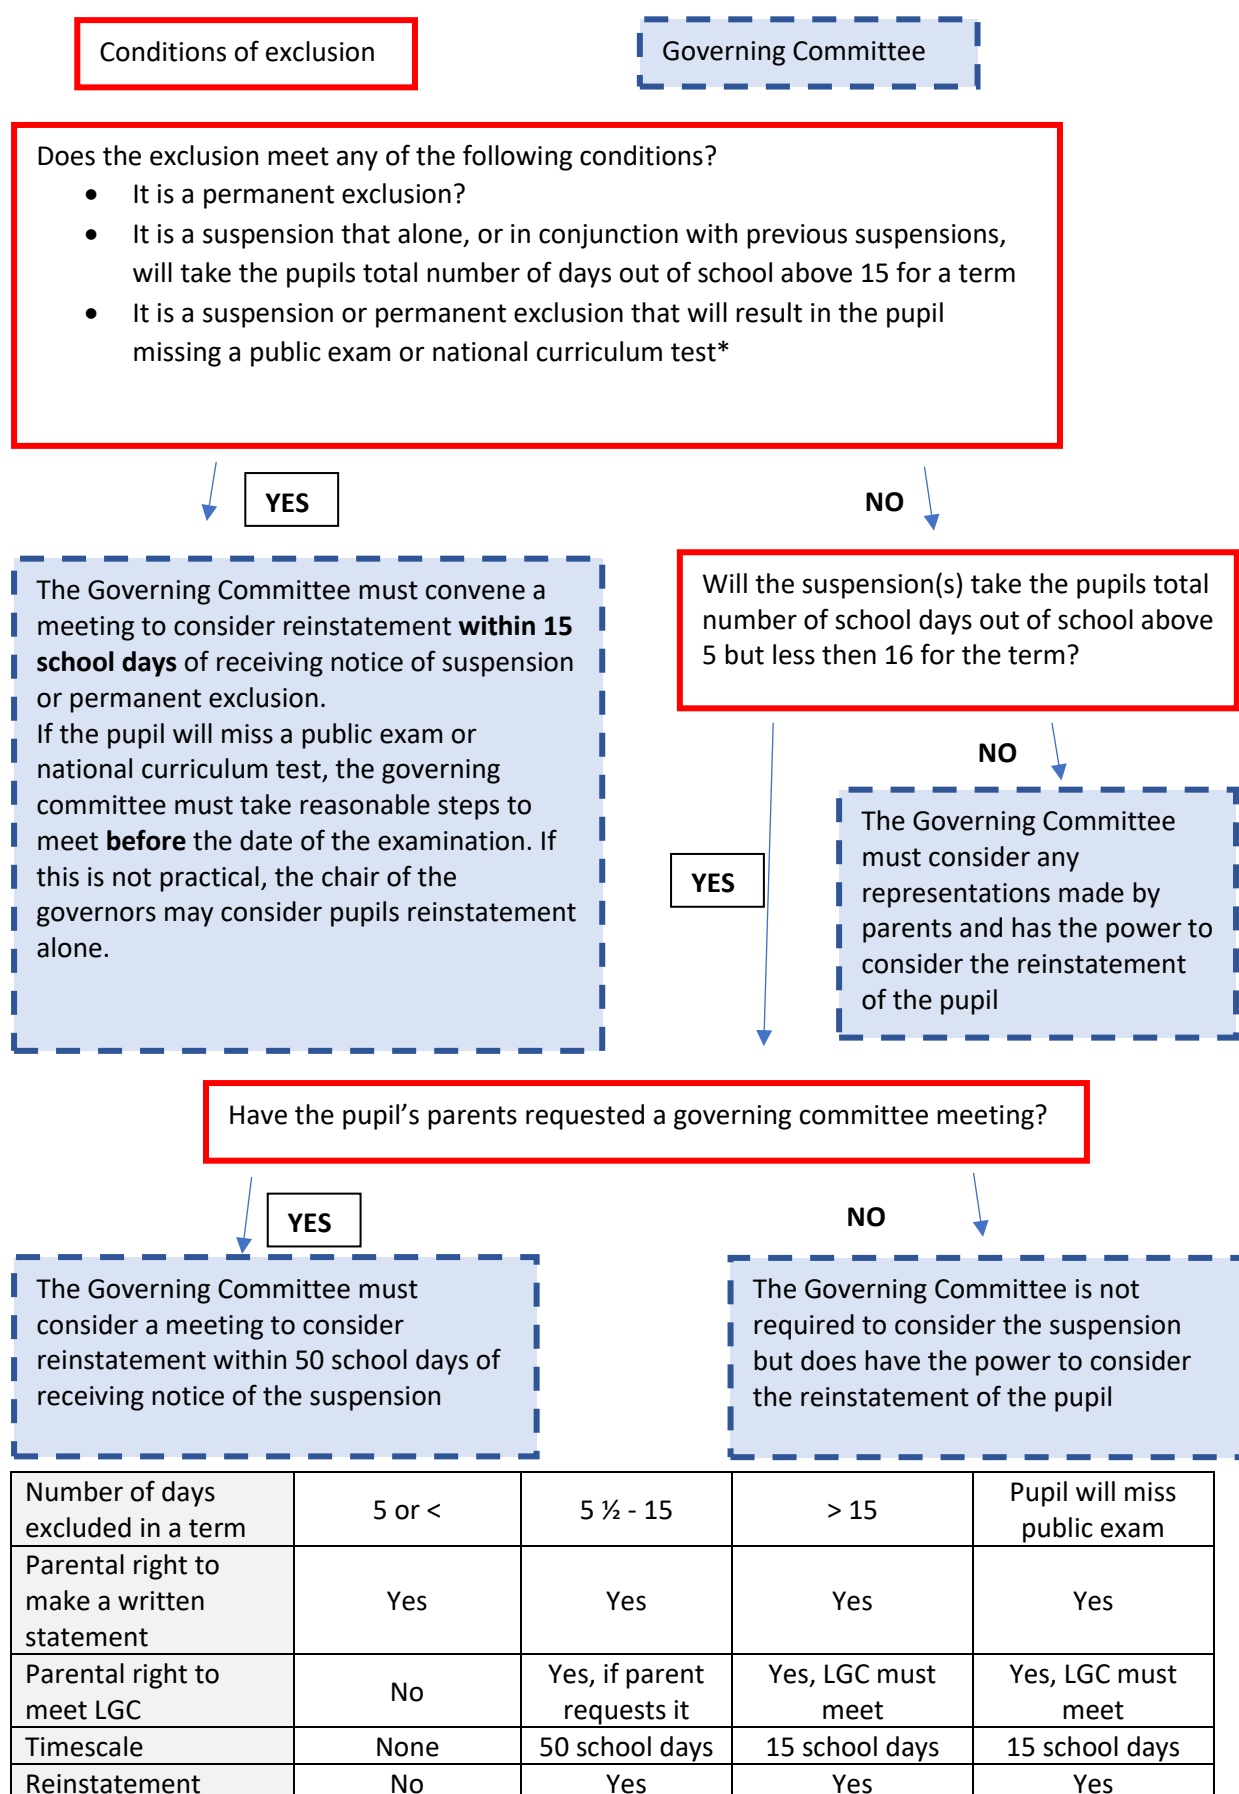 Conditions of exclusion
Governing Committee
Does the exclusion meet any of the following conditions?
• It is a permanent exclusion?
• It is a suspension that alone, or in conjunction with previous suspensions,
will take the pupils total number of days out of school above 15 for a term
• It is a suspension or permanent exclusion that will result in the pupil
missing a public exam or national curriculum test*
YES
NO
The Governing Committee must convene a
meeting to consider reinstatement within 15
school days of receiving notice of suspension
or permanent exclusion.
If the pupil will miss a public exam or
national curriculum test, the governing
committee must take reasonable steps to
meet before the date of the examination. If
this is not practical, the chair of the
governors may consider pupils reinstatement
alone.
Will the suspension(s) take the pupils total
number of school days out of school above
5 but less then 16 for the term?
NO
YES
The Governing Committee
must consider any
representations made by
parents and has the power to
consider the reinstatement
of the pupil
Have the pupil’s parents requested a governing committee meeting?
YES
NO
The Governing Committee must
consider a meeting to consider
reinstatement within 50 school days of
receiving notice of the suspension
The Governing Committee is not
required to consider the suspension
but does have the power to consider
the reinstatement of the pupil
Number of days
excluded in a term
5 or <
5 ½ - 15
> 15
Pupil will miss
public exam
Parental right to
make a written
statement
Yes
Yes
Yes
Yes
Parental right to
meet LGC
No
Yes, if parent
requests it
Yes, LGC must
meet
Yes, LGC must
meet
Timescale
None
50 school days
15 school days
15 school days
Reinstatement
No
Yes
Yes
Yes